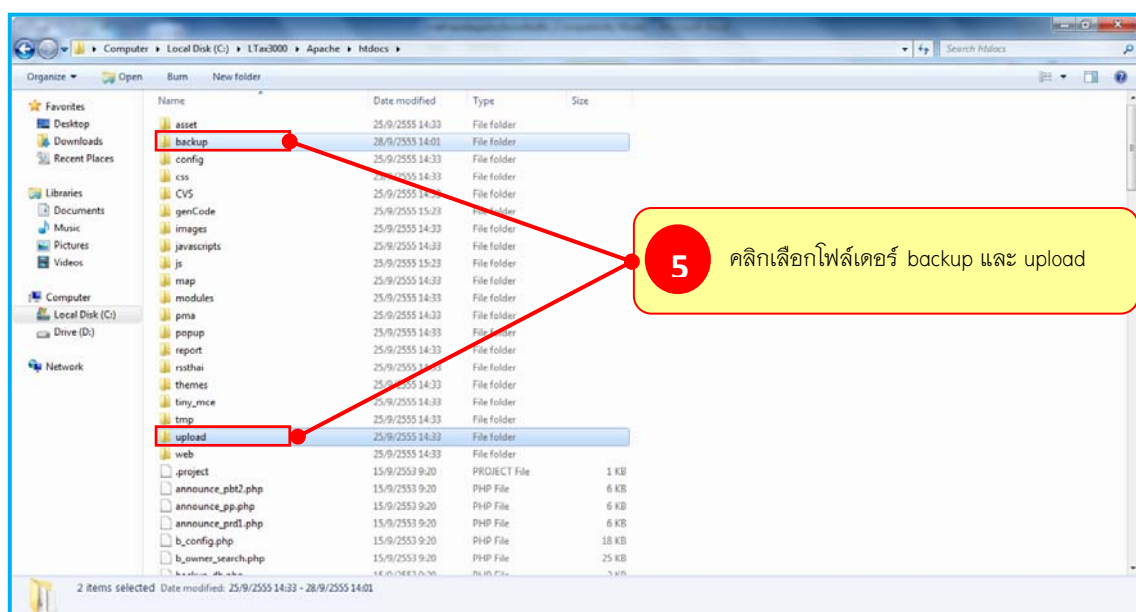 Computer ▸ Local Disk (C:) ▸ LTax3000 ▸ Apache ▸ htdocs ▸
Search htdocs
Organize Open Burn New folder
Name Date modified Type Size
Favorites
Desktop
Downloads
Recent Places
Libraries
Documents
Music
Pictures
Videos
Computer
Local Disk (C:)
Drive (D:)
Network
asset 25/9/2555 14:33 File folder
backup 28/9/2555 14:01 File folder
config 25/9/2555 14:33 File folder
css 25/9/2555 14:33 File folder
CVS 25/9/2555 File folder
genCode 25/9/2555 15:23 File folder
images 25/9/2555 14:33 File folder
javascripts 25/9/2555 14:33 File folder
js 25/9/2555 15:23 File folder
map 25/9/2555 14:33 File folder
modules 25/9/2555 14:33 File folder
pma 25/9/2555 14:33 File folder
popup 25/9/2555 14:33 File folder
report 25/9/2555 14:33 File folder
rssthai 25/9/2555 14:33 File folder
themes 25/9/2555 14:33 File folder
tiny_mce 25/9/2555 14:33 File folder
tmp 25/9/2555 14:33 File folder
upload 25/9/2555 14:33 File folder
web 25/9/2555 14:33 File folder
.project 15/9/2553 9:20 PROJECT File 1 KB
announce_pbt2.php 15/9/2553 9:20 PHP File 6 KB
announce_pp.php 15/9/2553 9:20 PHP File 6 KB
announce_prd1.php 15/9/2553 9:20 PHP File 6 KB
b_config.php 15/9/2553 9:20 PHP File 18 KB
b_owner_search.php 15/9/2553 9:20 PHP File 25 KB
5 คลิกเลือกโฟล์เดอร์ backup และ upload
2 items selected Date modified: 25/9/2555 14:33 - 28/9/2555 14:01